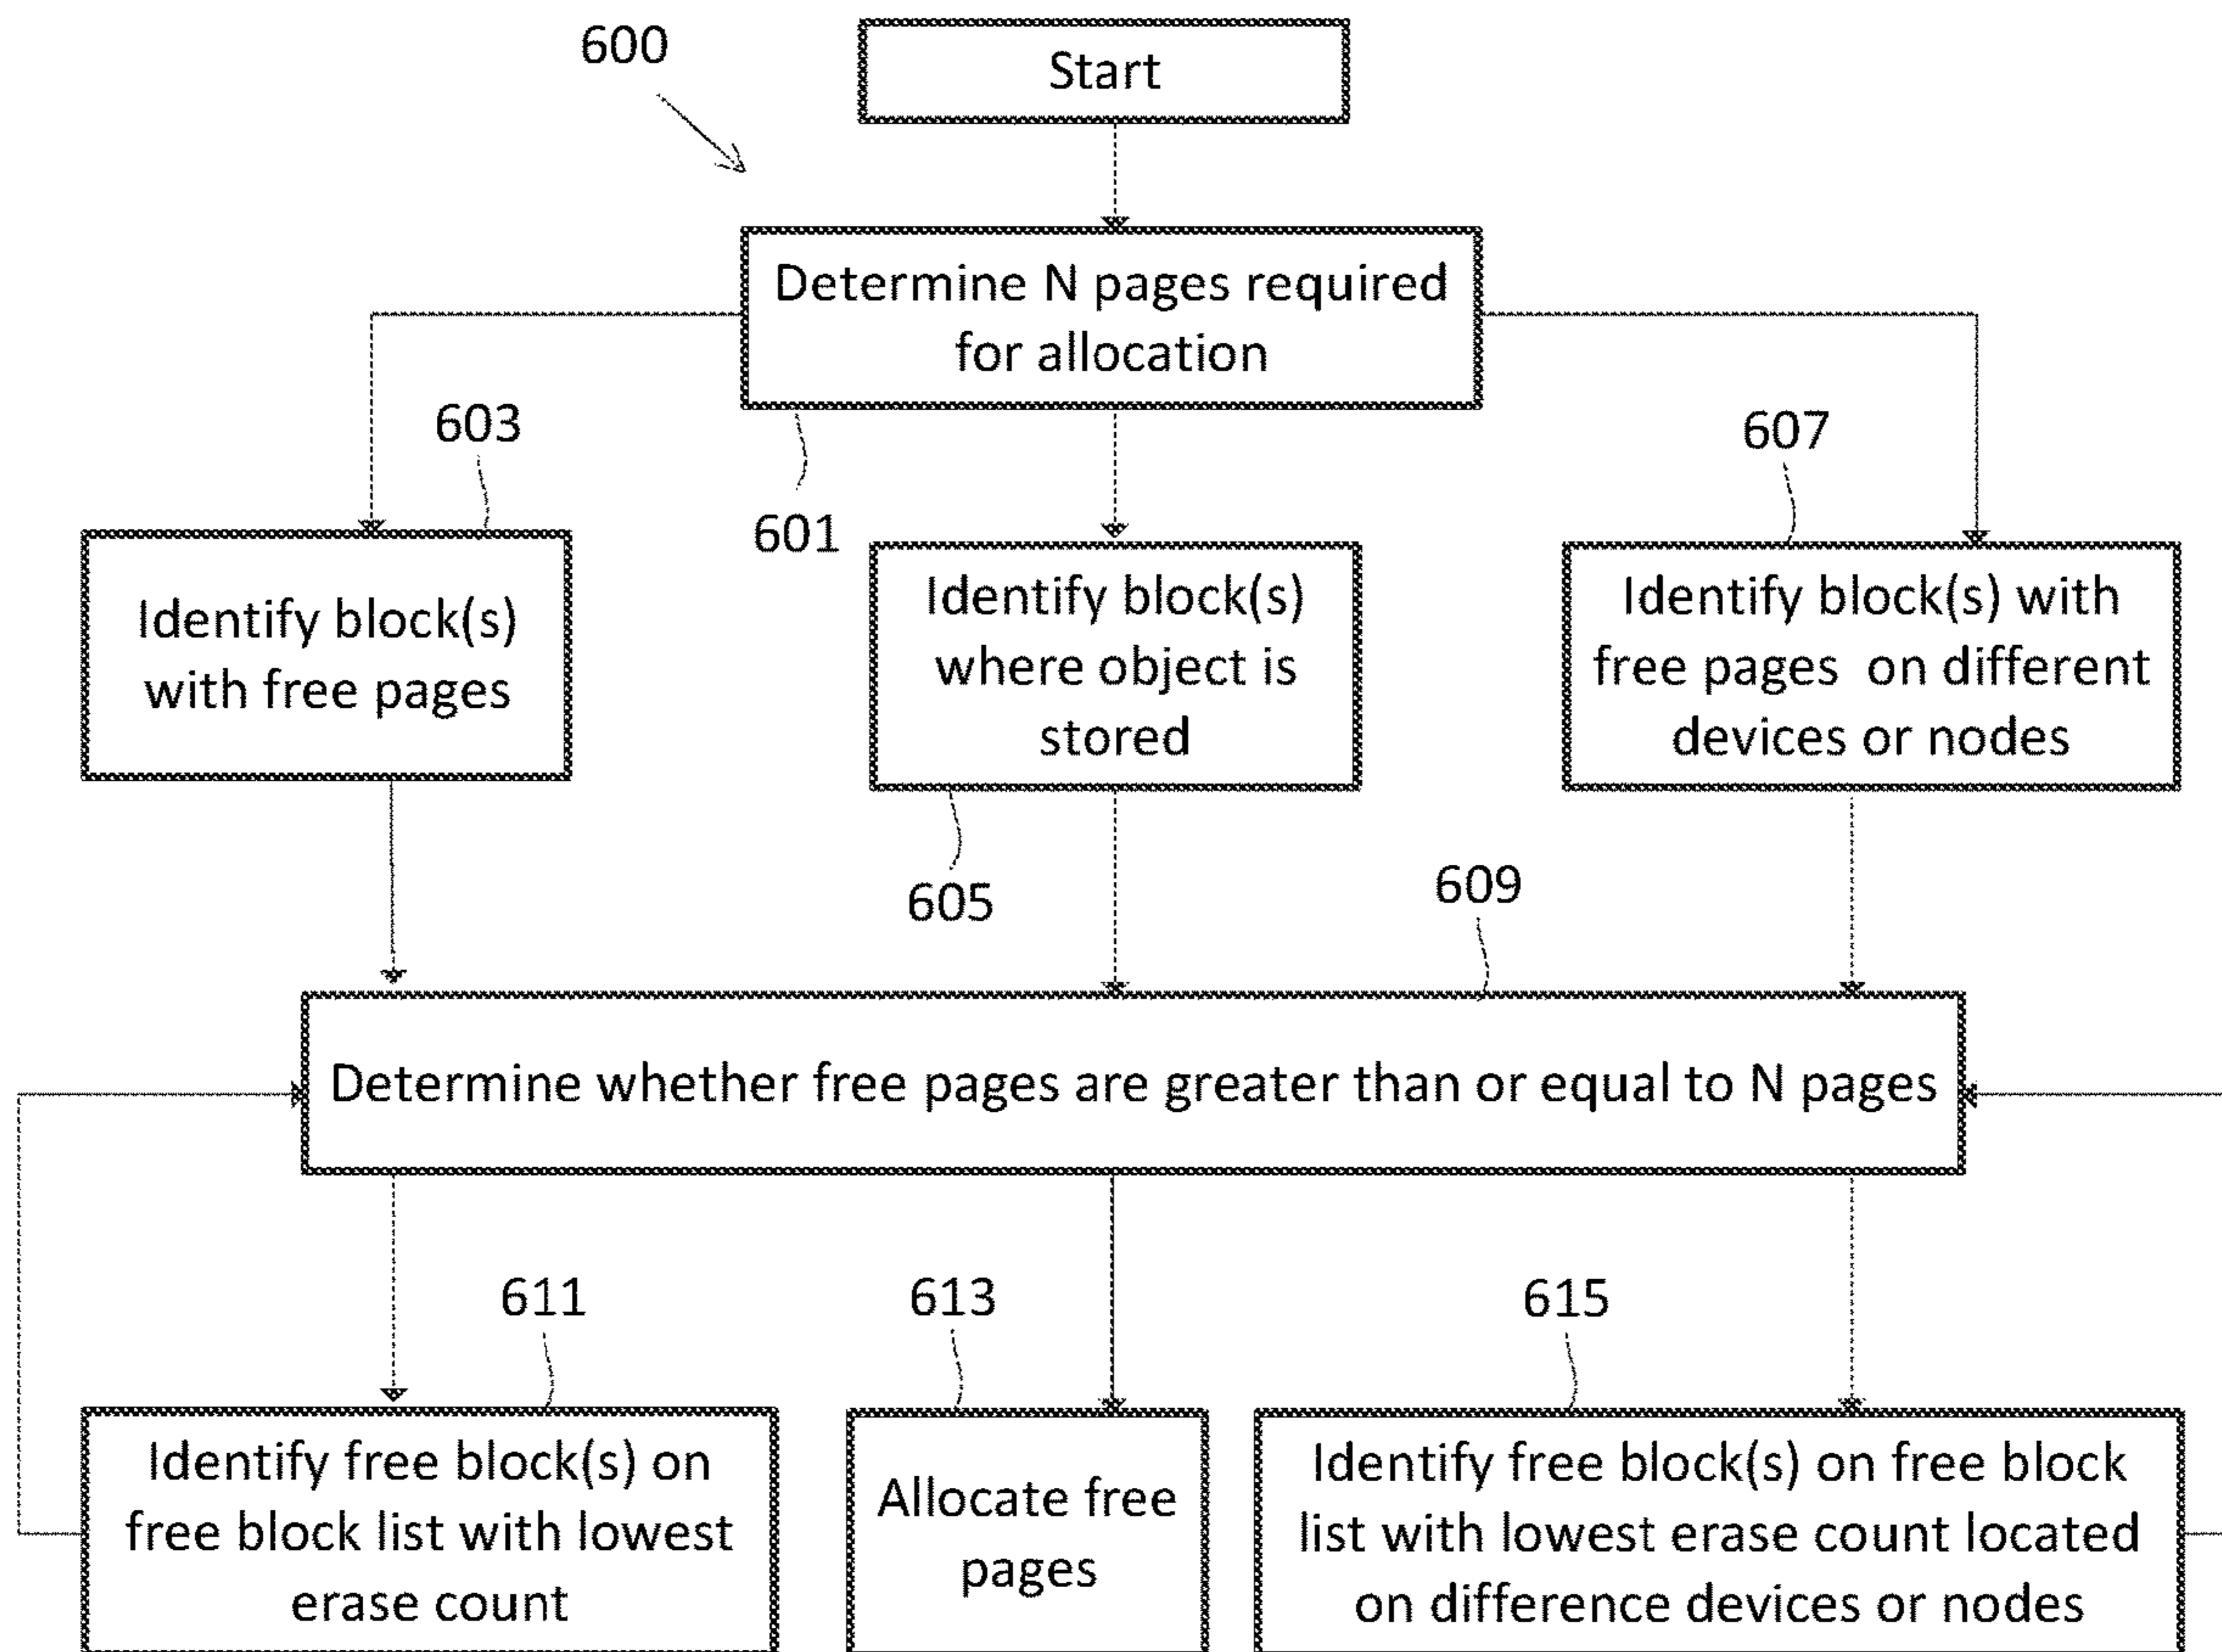 600
Start
Determine N pages required
for allocation
603
607
601
Identify block(s)
with free pages
Identify block(s)
where object is
stored
Identify block(s) with
free pages on different
devices or nodes
605
609
Determine whether free pages are greater than or equal to N pages
611
613
615
Identify free block(s) on
free block list with lowest
erase count
Allocate free
pages
Identify free block(s) on free block
list with lowest erase count located
on difference devices or nodes